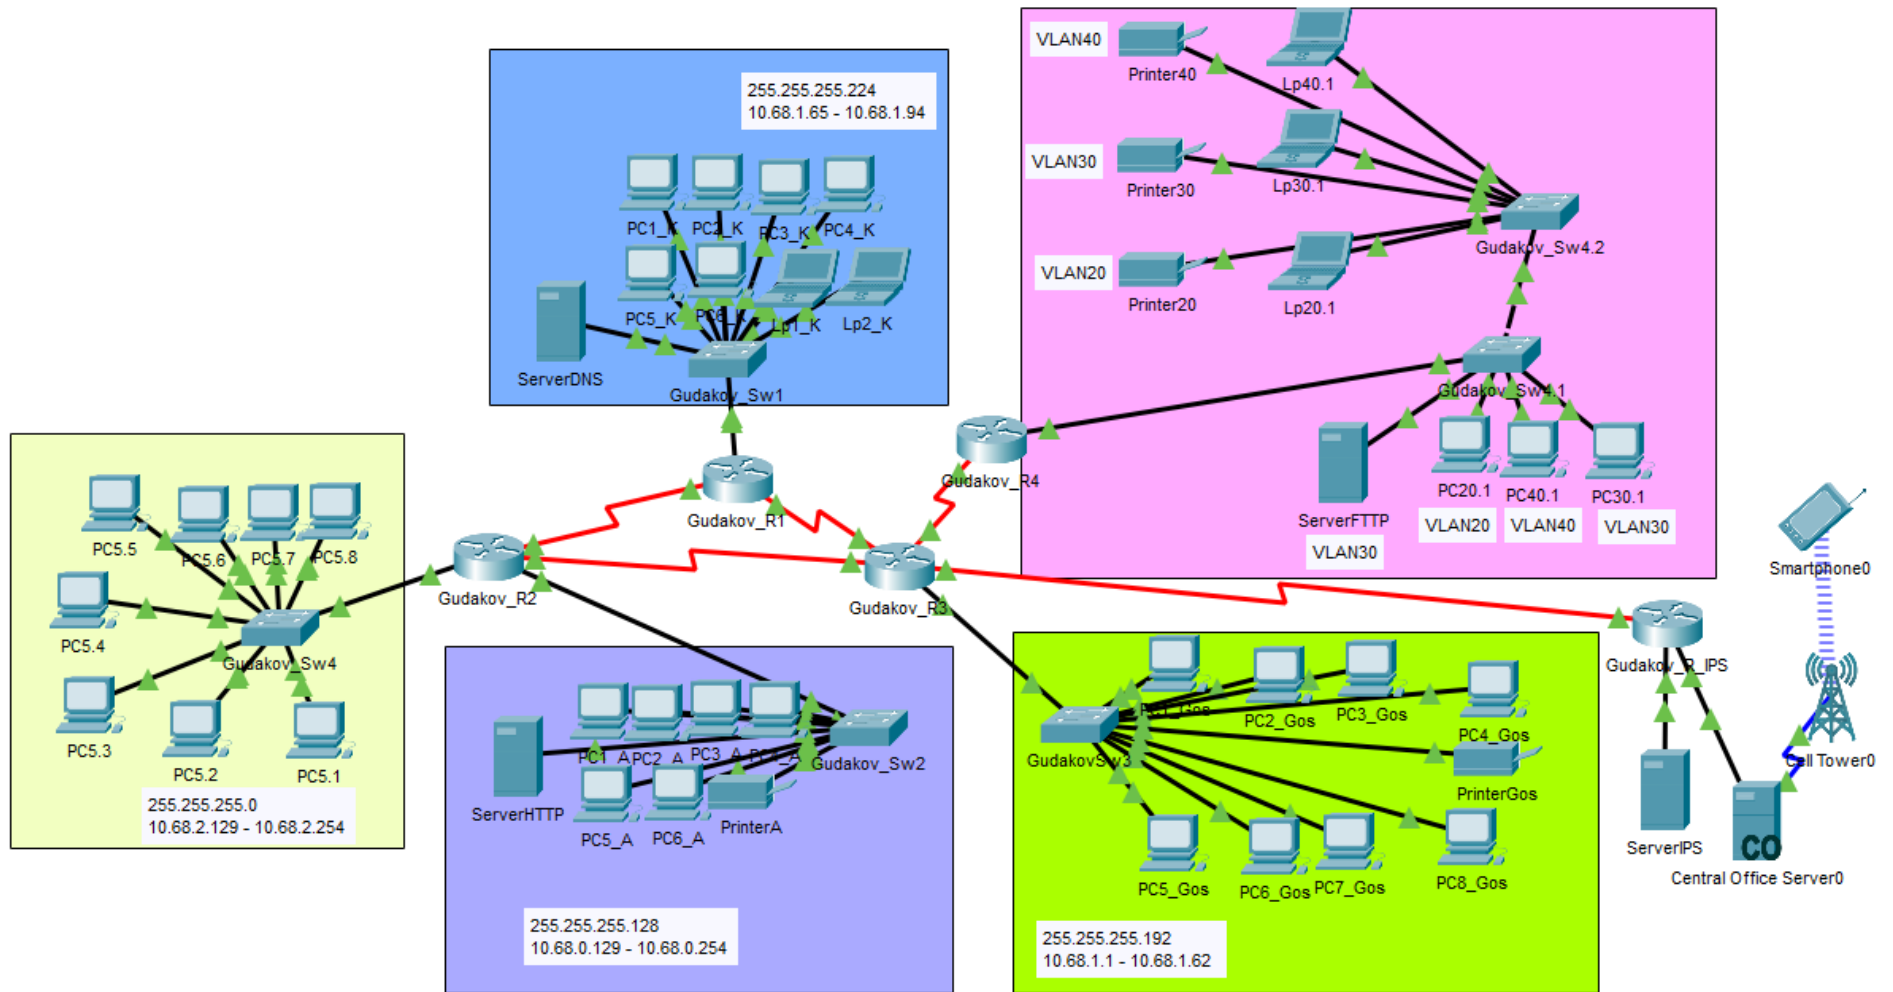 255.255.255.224
10.68.1.65 - 10.68.1.94
PC1_K
PC2_K
PC3_K
PC4_K
PC5_K
PC6_K
Lp1_K
Lp2_K
ServerDNS
Gudakov_Sw1
VLAN40
Printer40
Lp40.1
VLAN30
Printer30
Lp30.1
VLAN20
Printer20
Lp20.1
Gudakov_Sw4.2
Gudakov_Sw4.1
ServerFTTP
VLAN30
PC20.1
VLAN20
PC40.1
VLAN40
PC30.1
VLAN30
Gudakov_R4
Gudakov_R1
Gudakov_R2
Gudakov_R3
PC5.5
PC5.6
PC5.7
PC5.8
PC5.4
Gudakov_Sw4
PC5.3
PC5.2
PC5.1
255.255.255.0
10.68.2.129 - 10.68.2.254
ServerHTTP
PC1_A
PC2_A
PC3_A
PC4_A
Gudakov_Sw2
PC5_A
PC6_A
PrinterA
255.255.255.128
10.68.0.129 - 10.68.0.254
GudakovSw3
PC1_Gos
PC2_Gos
PC3_Gos
PC4_Gos
PrinterGos
PC5_Gos
PC6_Gos
PC7_Gos
PC8_Gos
255.255.255.192
10.68.1.1 - 10.68.1.62
Smartphone0
Gudakov_R_IPS
Cell Tower0
ServerIPS
CO
Central Office Server0